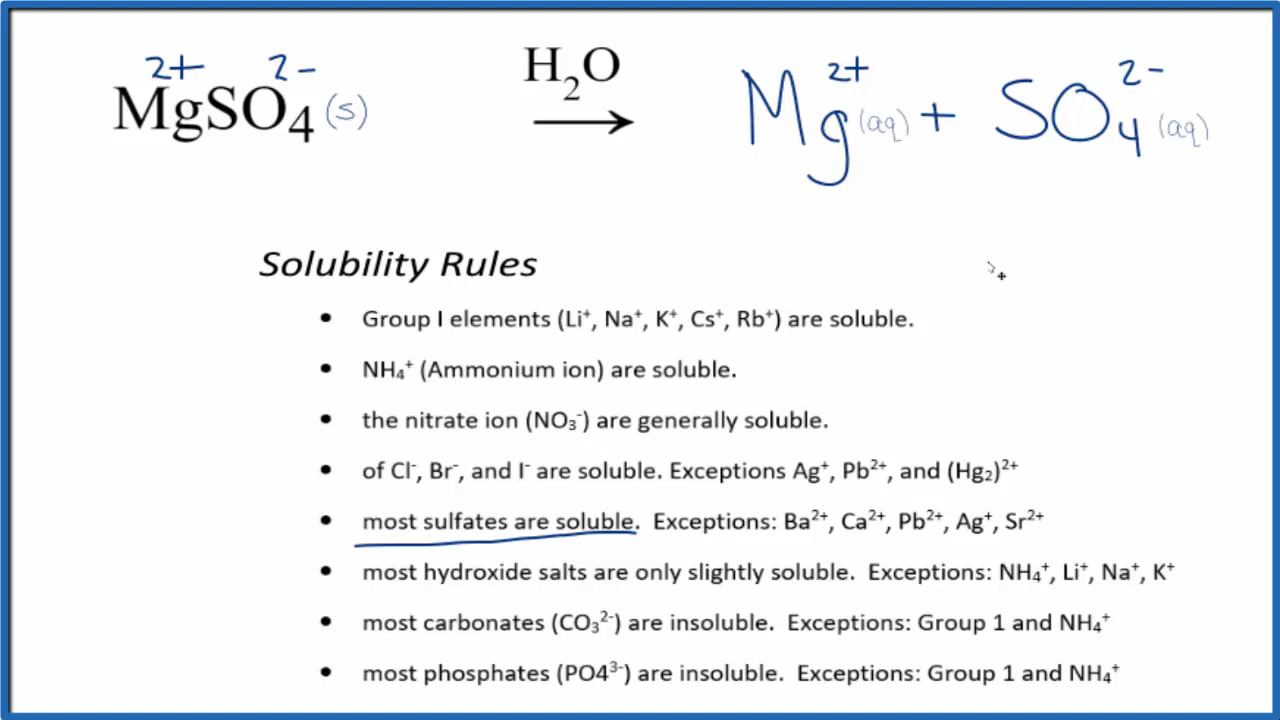 2+ 2- H₂O 2+ 2-
MgSO₄(s) → Mg(aq) + SO₄(aq)
Solubility Rules
• Group I elements (Li⁺, Na⁺, K⁺, Cs⁺, Rb⁺) are soluble.
• NH₄⁺ (Ammonium ion) are soluble.
• the nitrate ion (NO₃⁻) are generally soluble.
• of Cl⁻, Br⁻, and I⁻ are soluble. Exceptions Ag⁺, Pb²⁺, and (Hg₂)²⁺
• most sulfates are soluble. Exceptions: Ba²⁺, Ca²⁺, Pb²⁺, Ag⁺, Sr²⁺
• most hydroxide salts are only slightly soluble. Exceptions: NH₄⁺, Li⁺, Na⁺, K⁺
• most carbonates (CO₃²⁻) are insoluble. Exceptions: Group 1 and NH₄⁺
• most phosphates (PO4³⁻) are insoluble. Exceptions: Group 1 and NH₄⁺